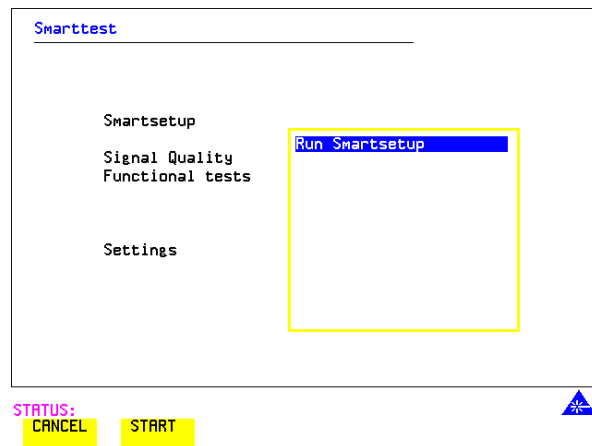 Smarttest
Smartsetup
Run Smartsetup
Signal Quality
Functional tests
Settings
STATUS:
CANCEL START